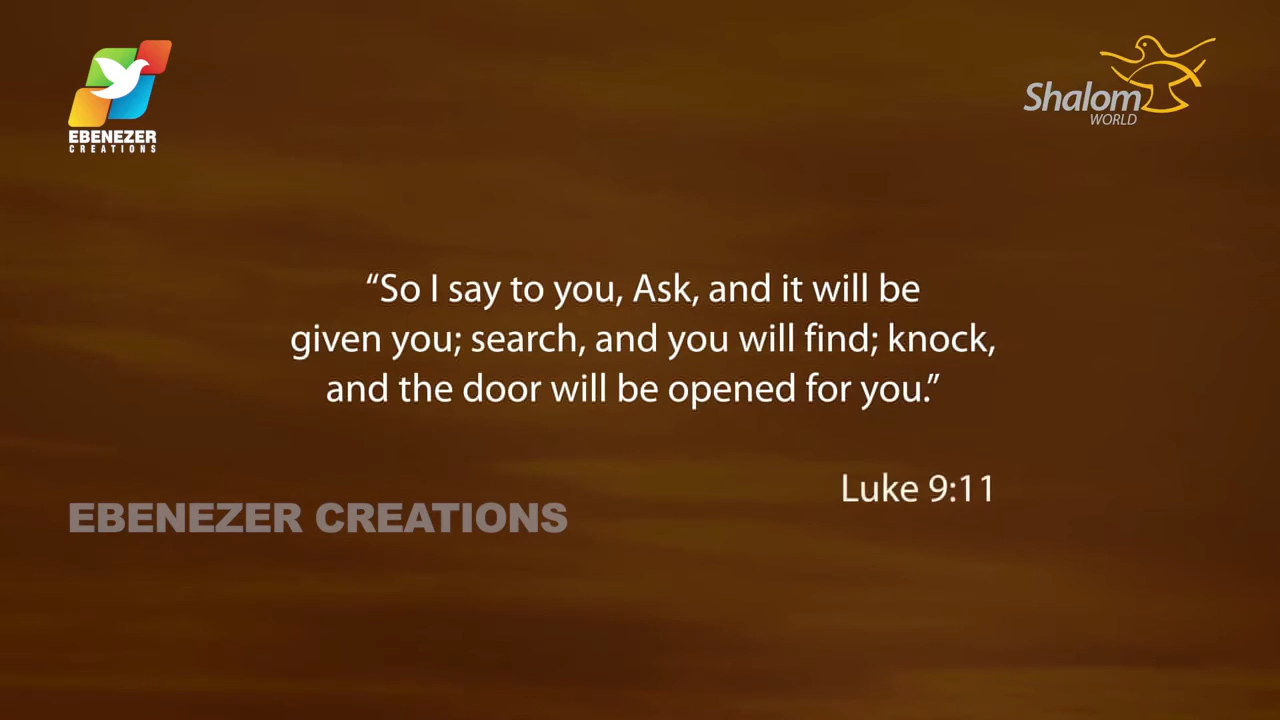 EBENEZER
CREATIONS
Shalom
WORLD
“So I say to you, Ask, and it will be
given you; search, and you will find; knock,
and the door will be opened for you.”
Luke 9:11
EBENEZER CREATIONS